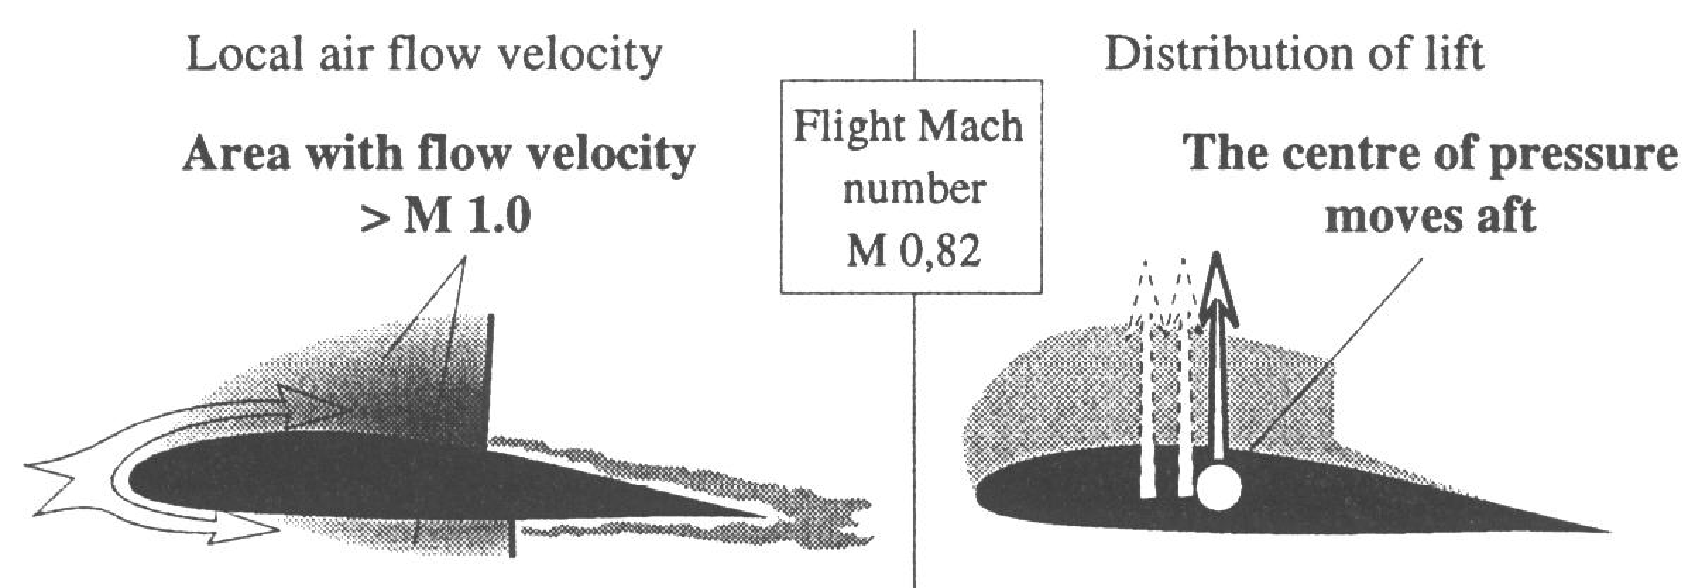 Local air flow velocity
Area with flow velocity
> M 1.0
Flight Mach
number
M 0,82
Distribution of lift
The centre of pressure
moves aft